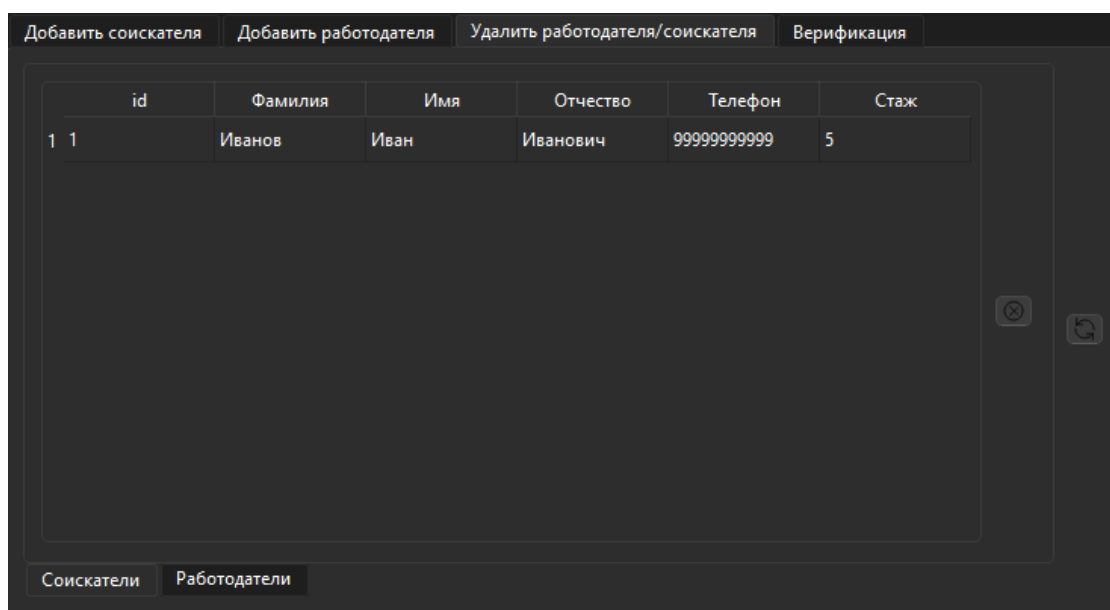 Добавить соискателя Добавить работодателя Удалить работодателя/соискателя Верификация
id Фамилия Имя Отчество Телефон Стаж
1 1 Иванов Иван Иванович 99999999999 5
Соискатели Работодатели